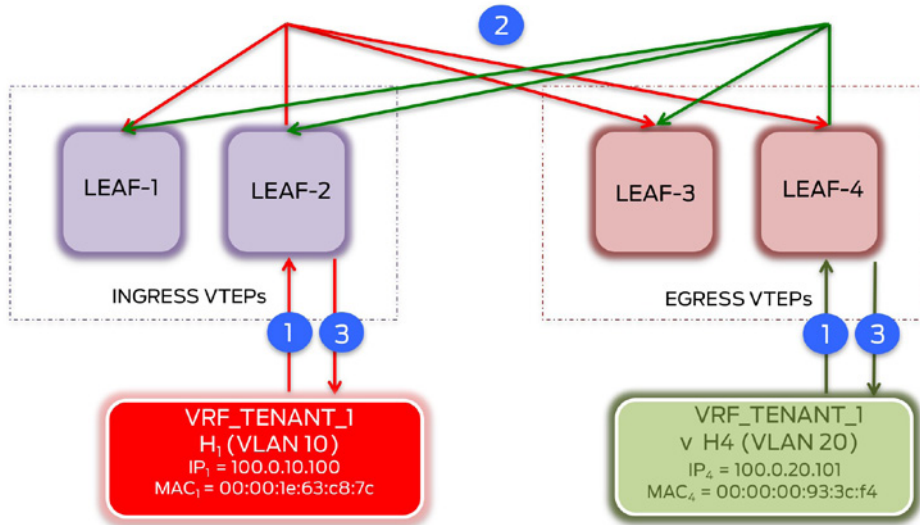 2
LEAF-1
LEAF-2
LEAF-3
LEAF-4
INGRESS VTEPs
EGRESS VTEPs
1
3
1
3
VRF_TENANT_1
H₁ (VLAN 10)
IP₁ = 100.0.10.100
MAC₁ = 00:00:1e:63:c8:7c
VRF_TENANT_1
v H4 (VLAN 20)
IP₄ = 100.0.20.101
MAC₄ = 00:00:00:93:3c:f4